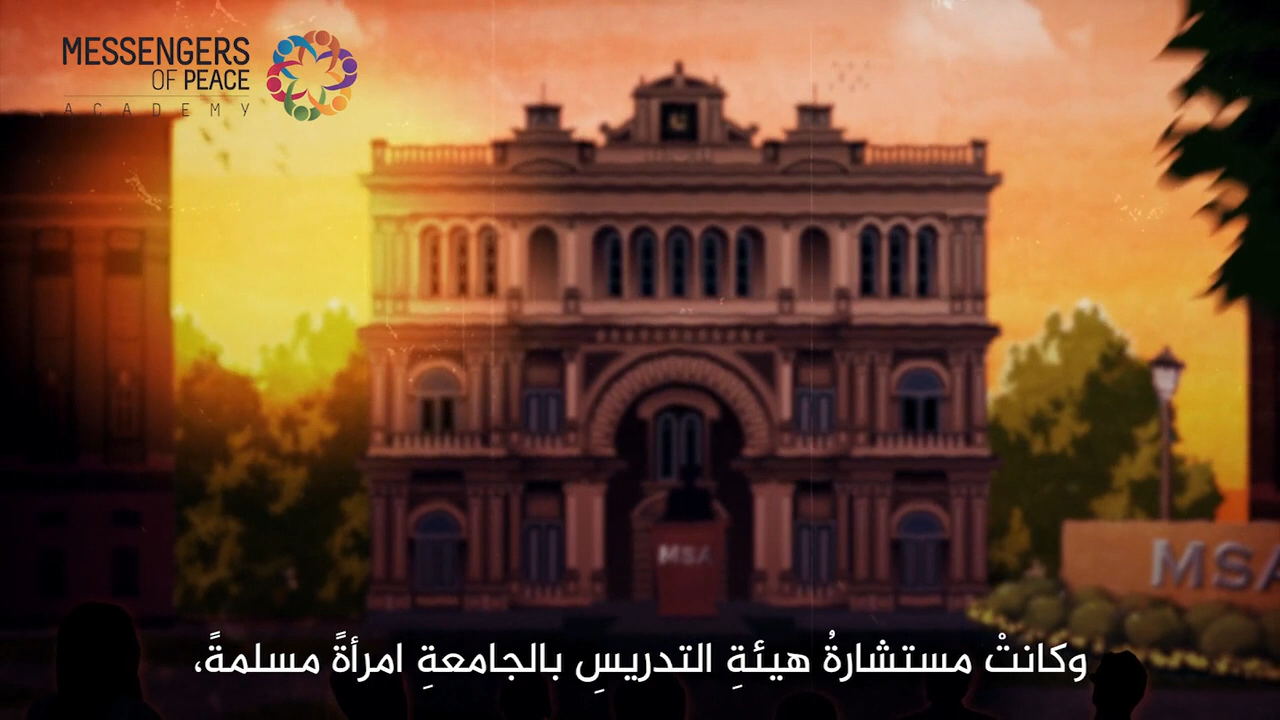 MESSENGERS
OF PEACE
ACADEMY
MSA
MSA
وكانتْ مستشارةُ هيئةِ التدريسِ بالجامعةِ امرأةً مسلمةً،